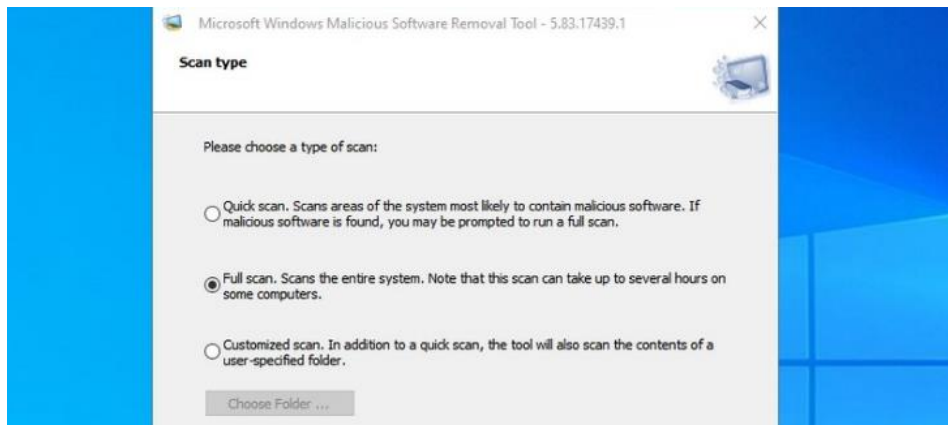 Microsoft Windows Malicious Software Removal Tool - 5.83.17439.1
Scan type
Please choose a type of scan:
Quick scan. Scans areas of the system most likely to contain malicious software. If
malicious software is found, you may be prompted to run a full scan.
Full scan. Scans the entire system. Note that this scan can take up to several hours on
some computers.
Customized scan. In addition to a quick scan, the tool will also scan the contents of a
user-specified folder.
Choose Folder ...